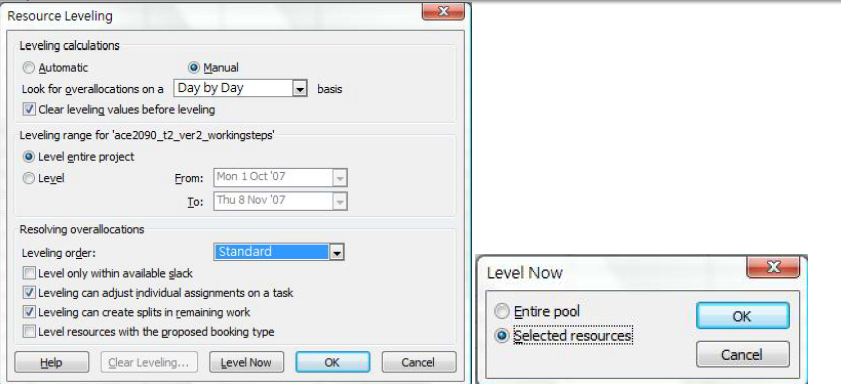 Resource Leveling
Leveling calculations
Automatic
Manual
Look for overallocations on a Day by Day basis
Clear leveling values before leveling
Leveling range for 'ace2090_t2_ver2_workingsteps'
Level entire project
Level From: Mon 1 Oct '07
To: Thu 8 Nov '07
Resolving overallocations
Leveling order: Standard
Level only within available slack
Leveling can adjust individual assignments on a task
Leveling can create splits in remaining work
Level resources with the proposed booking type
Help Clear Leveling... Level Now OK Cancel
Level Now
Entire pool
OK
Selected resources
Cancel